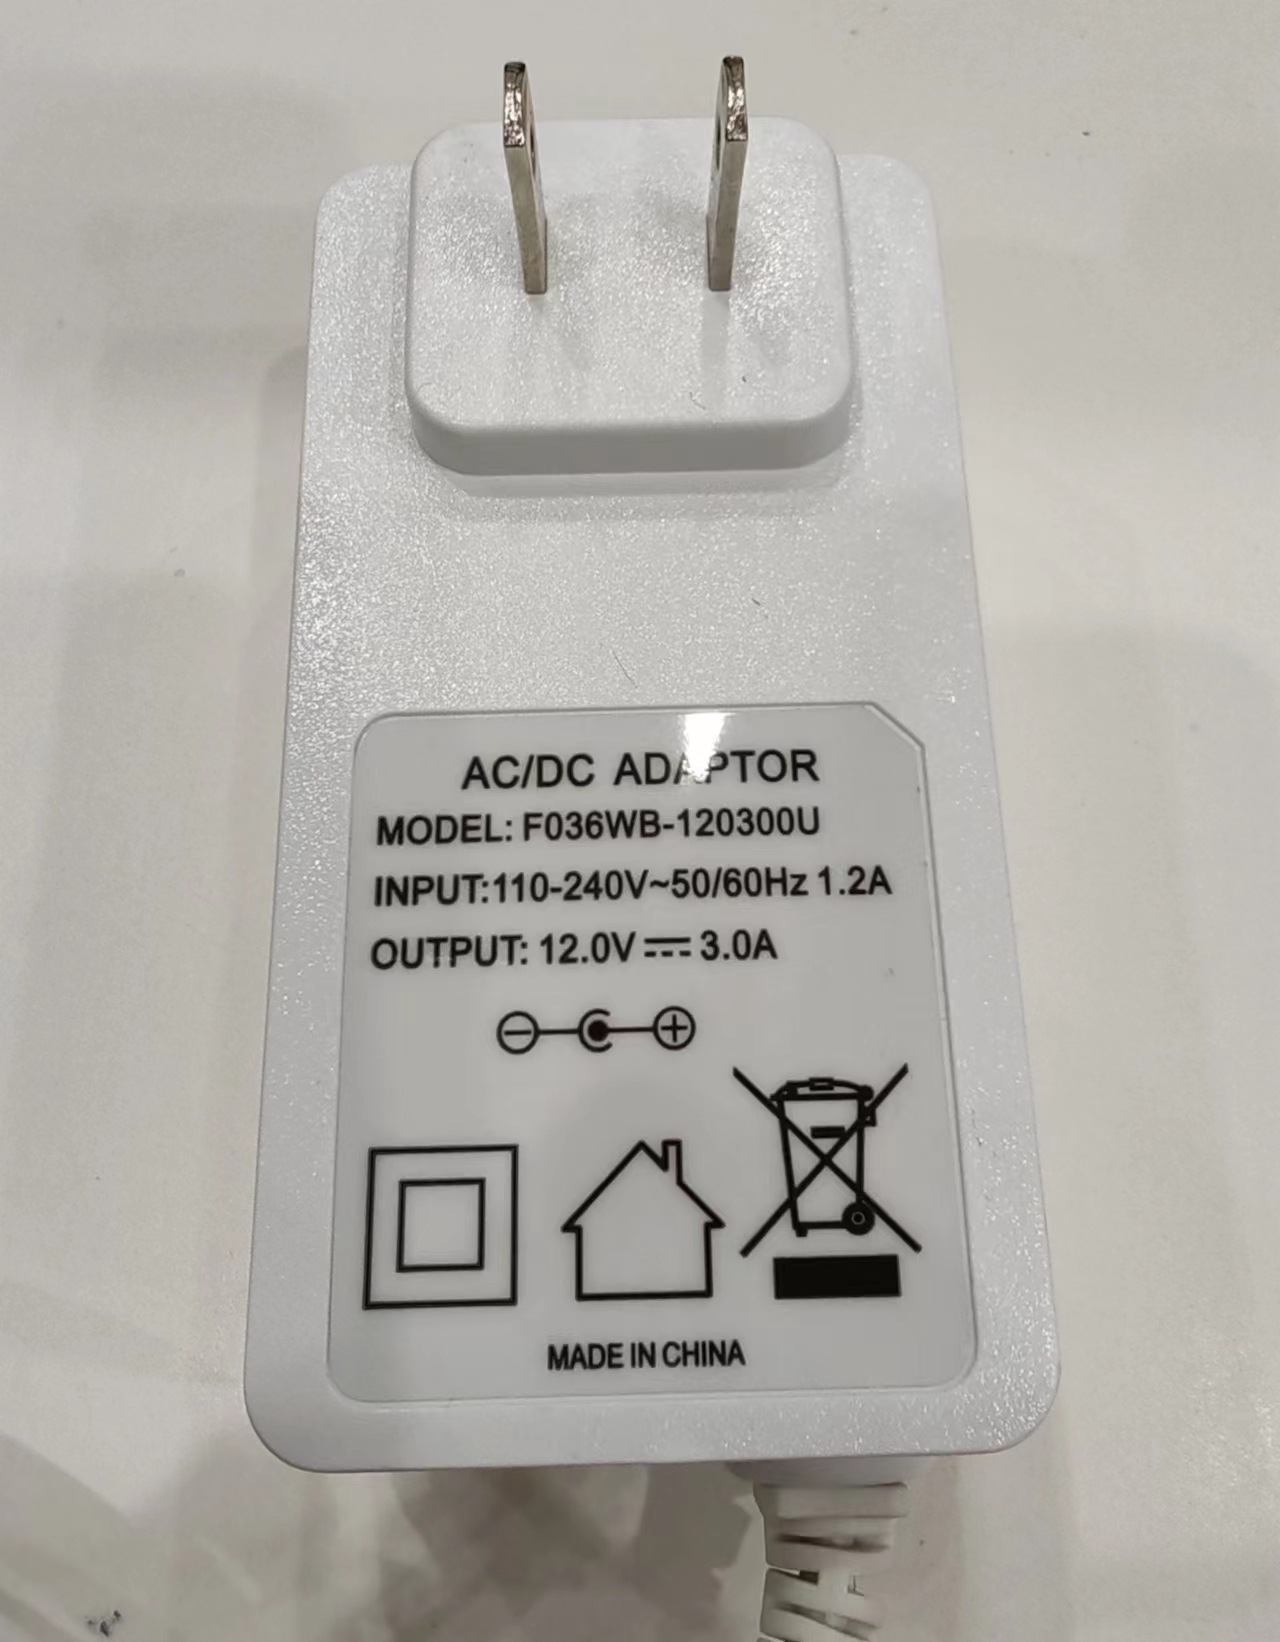 AC/DC ADAPTOR
MODEL: F036WB-120300U
INPUT:110-240V~50/60Hz 1.2A
OUTPUT: 12.0V⎓3.0A
MADE IN CHINA